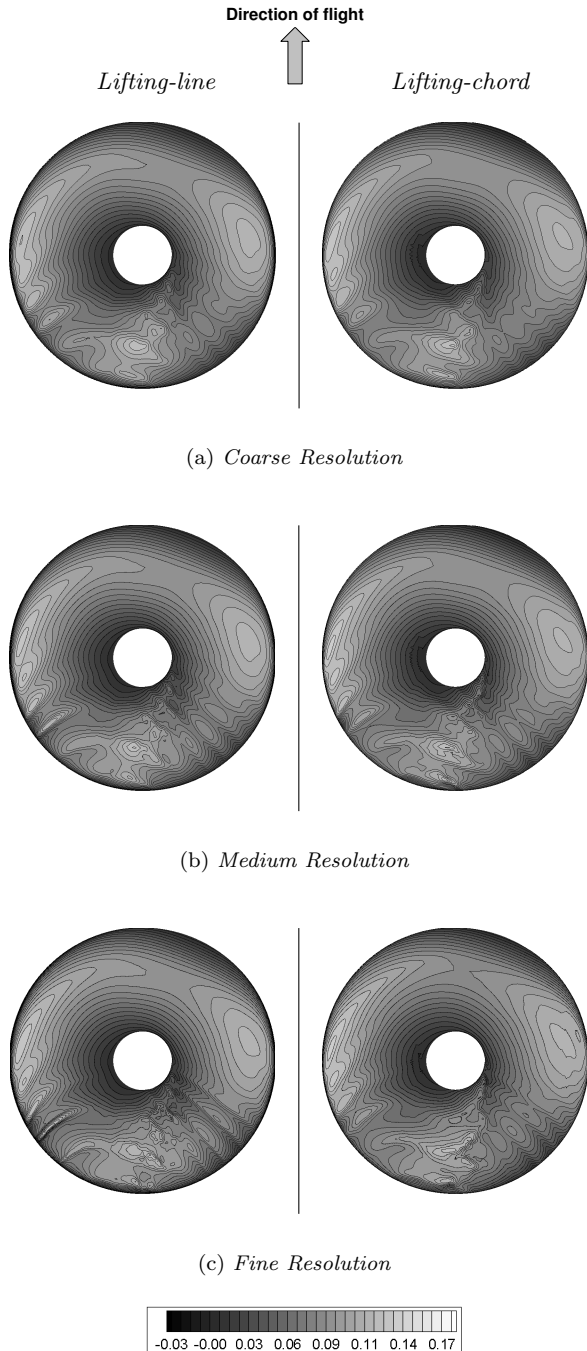 Direction of flight
Lifting-line Lifting-chord
(a) Coarse Resolution
(b) Medium Resolution
(c) Fine Resolution
-0.03 -0.00 0.03 0.06 0.09 0.11 0.14 0.17